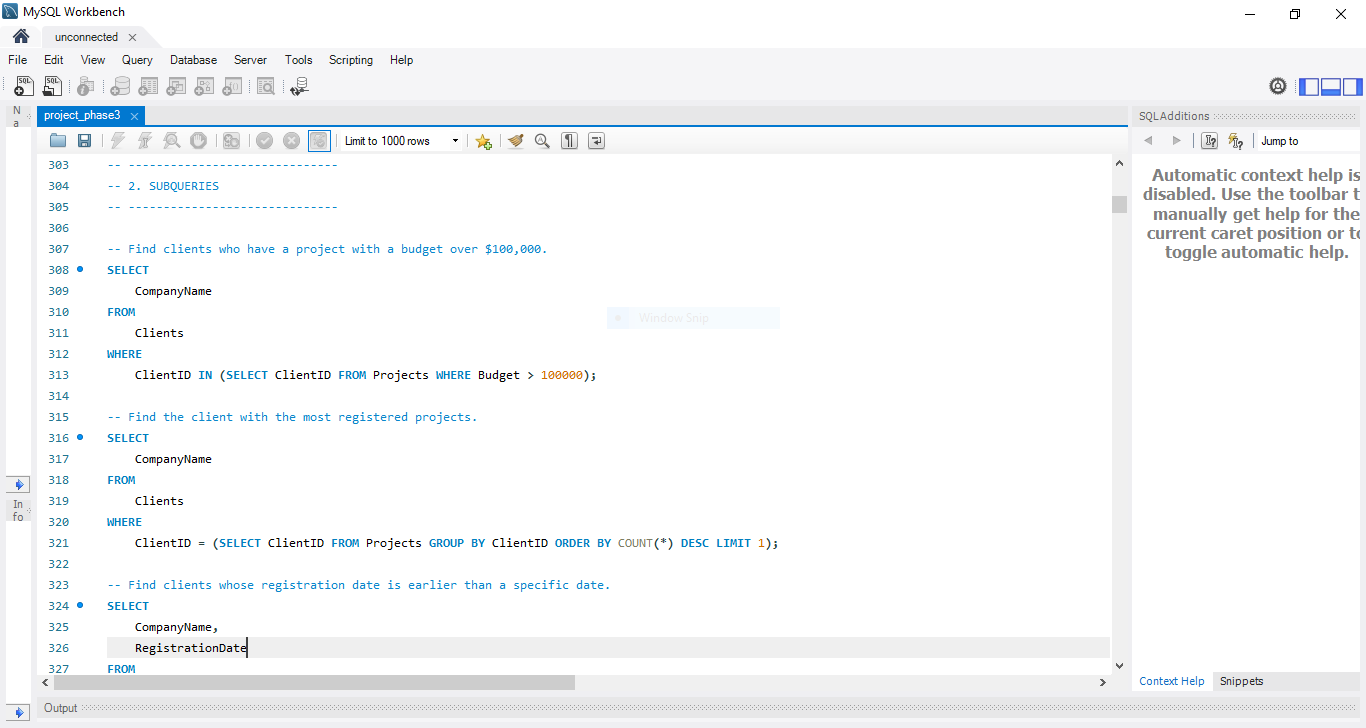 MySQL Workbench
unconnected
File Edit View Query Database Server Tools Scripting Help
SQL SQL
N
a
project_phase3
SQLAdditions
Limit to 1000 rows
Jump to
303 -- ------------------------------
304 -- 2. SUBQUERIES
305 -- ------------------------------
306
307 -- Find clients who have a project with a budget over $100,000.
308 SELECT
309 CompanyName
310 FROM
311 Clients
312 WHERE
313 ClientID IN (SELECT ClientID FROM Projects WHERE Budget > 100000);
314
315 -- Find the client with the most registered projects.
316 SELECT
317 CompanyName
318 FROM
319 Clients
320 WHERE
321 ClientID = (SELECT ClientID FROM Projects GROUP BY ClientID ORDER BY COUNT(*) DESC LIMIT 1);
322
323 -- Find clients whose registration date is earlier than a specific date.
324 SELECT
325 CompanyName,
326 RegistrationDate
327 FROM
Window Snip
In
fo
Automatic context help is
disabled. Use the toolbar t
manually get help for the
current caret position or to
toggle automatic help.
Context Help Snippets
Output